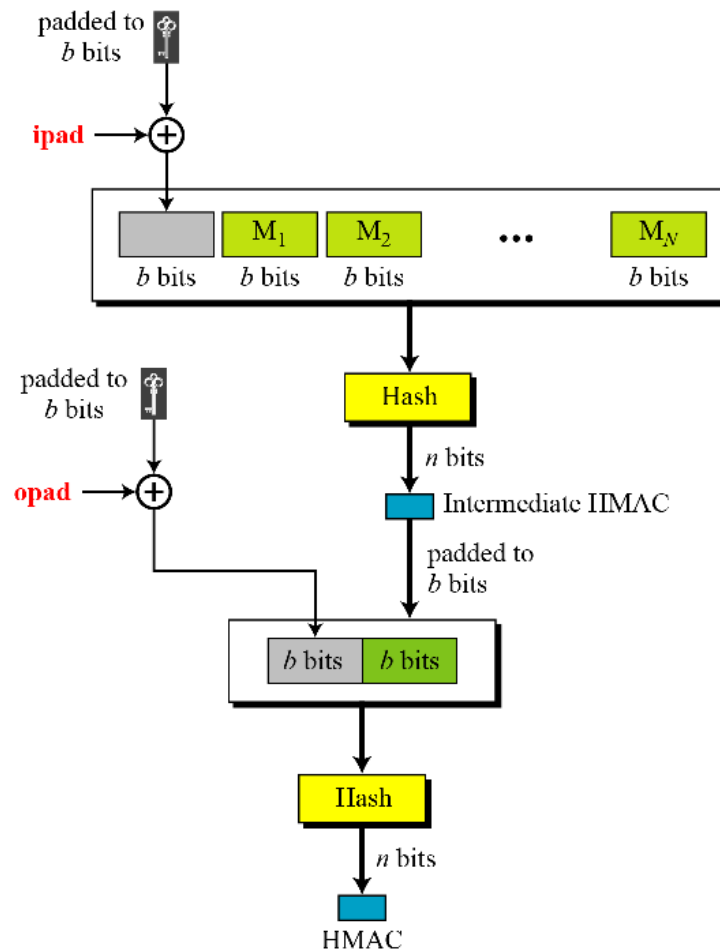 padded to
b bits
ipad
M1 M2 ... MN
b bits b bits b bits b bits
Hash
padded to
b bits
n bits
opad
Intermediate HMAC
padded to
b bits
b bits b bits
Hash
n bits
HMAC